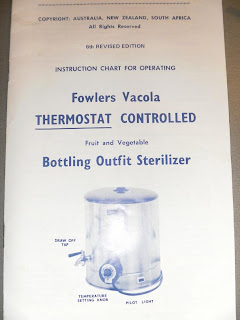 COPYRIGHT: AUSTRALIA, NEW ZEALAND, SOUTH AFRICA
All Rights Reserved
6th REVISED EDITION
INSTRUCTION CHART FOR OPERATING
Fowlers Vacola
THERMOSTAT CONTROLLED
Fruit and Vegetable
Bottling Outfit Sterilizer
DRAW OFF
TAP
TEMPERATURE
SETTING KNOB
PILOT LIGHT